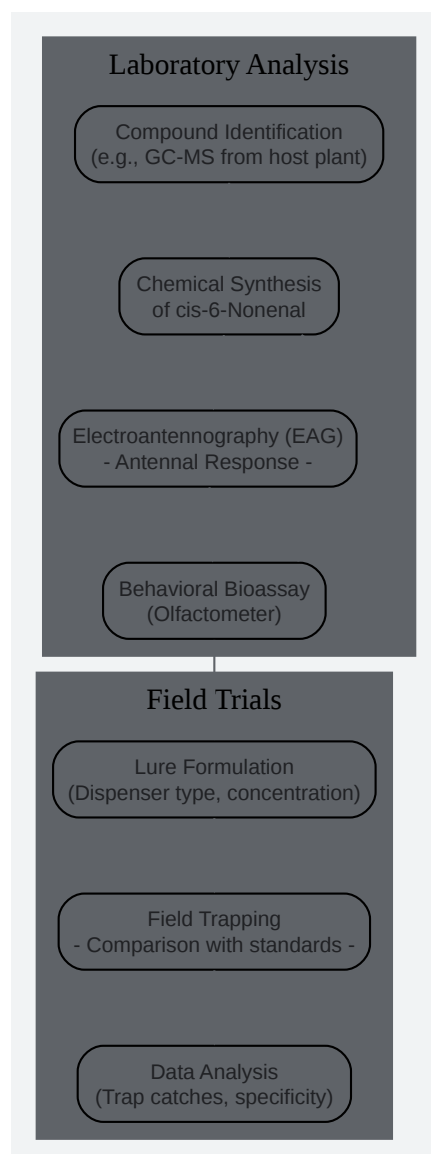 Laboratory Analysis
Compound Identification
(e.g., GC-MS from host plant)
Chemical Synthesis
of cis-6-Nonenal
Electroantennography (EAG)
- Antennal Response -
Behavioral Bioassay
(Olfactometer)
Field Trials
Lure Formulation
(Dispenser type, concentration)
Field Trapping
- Comparison with standards -
Data Analysis
(Trap catches, specificity)